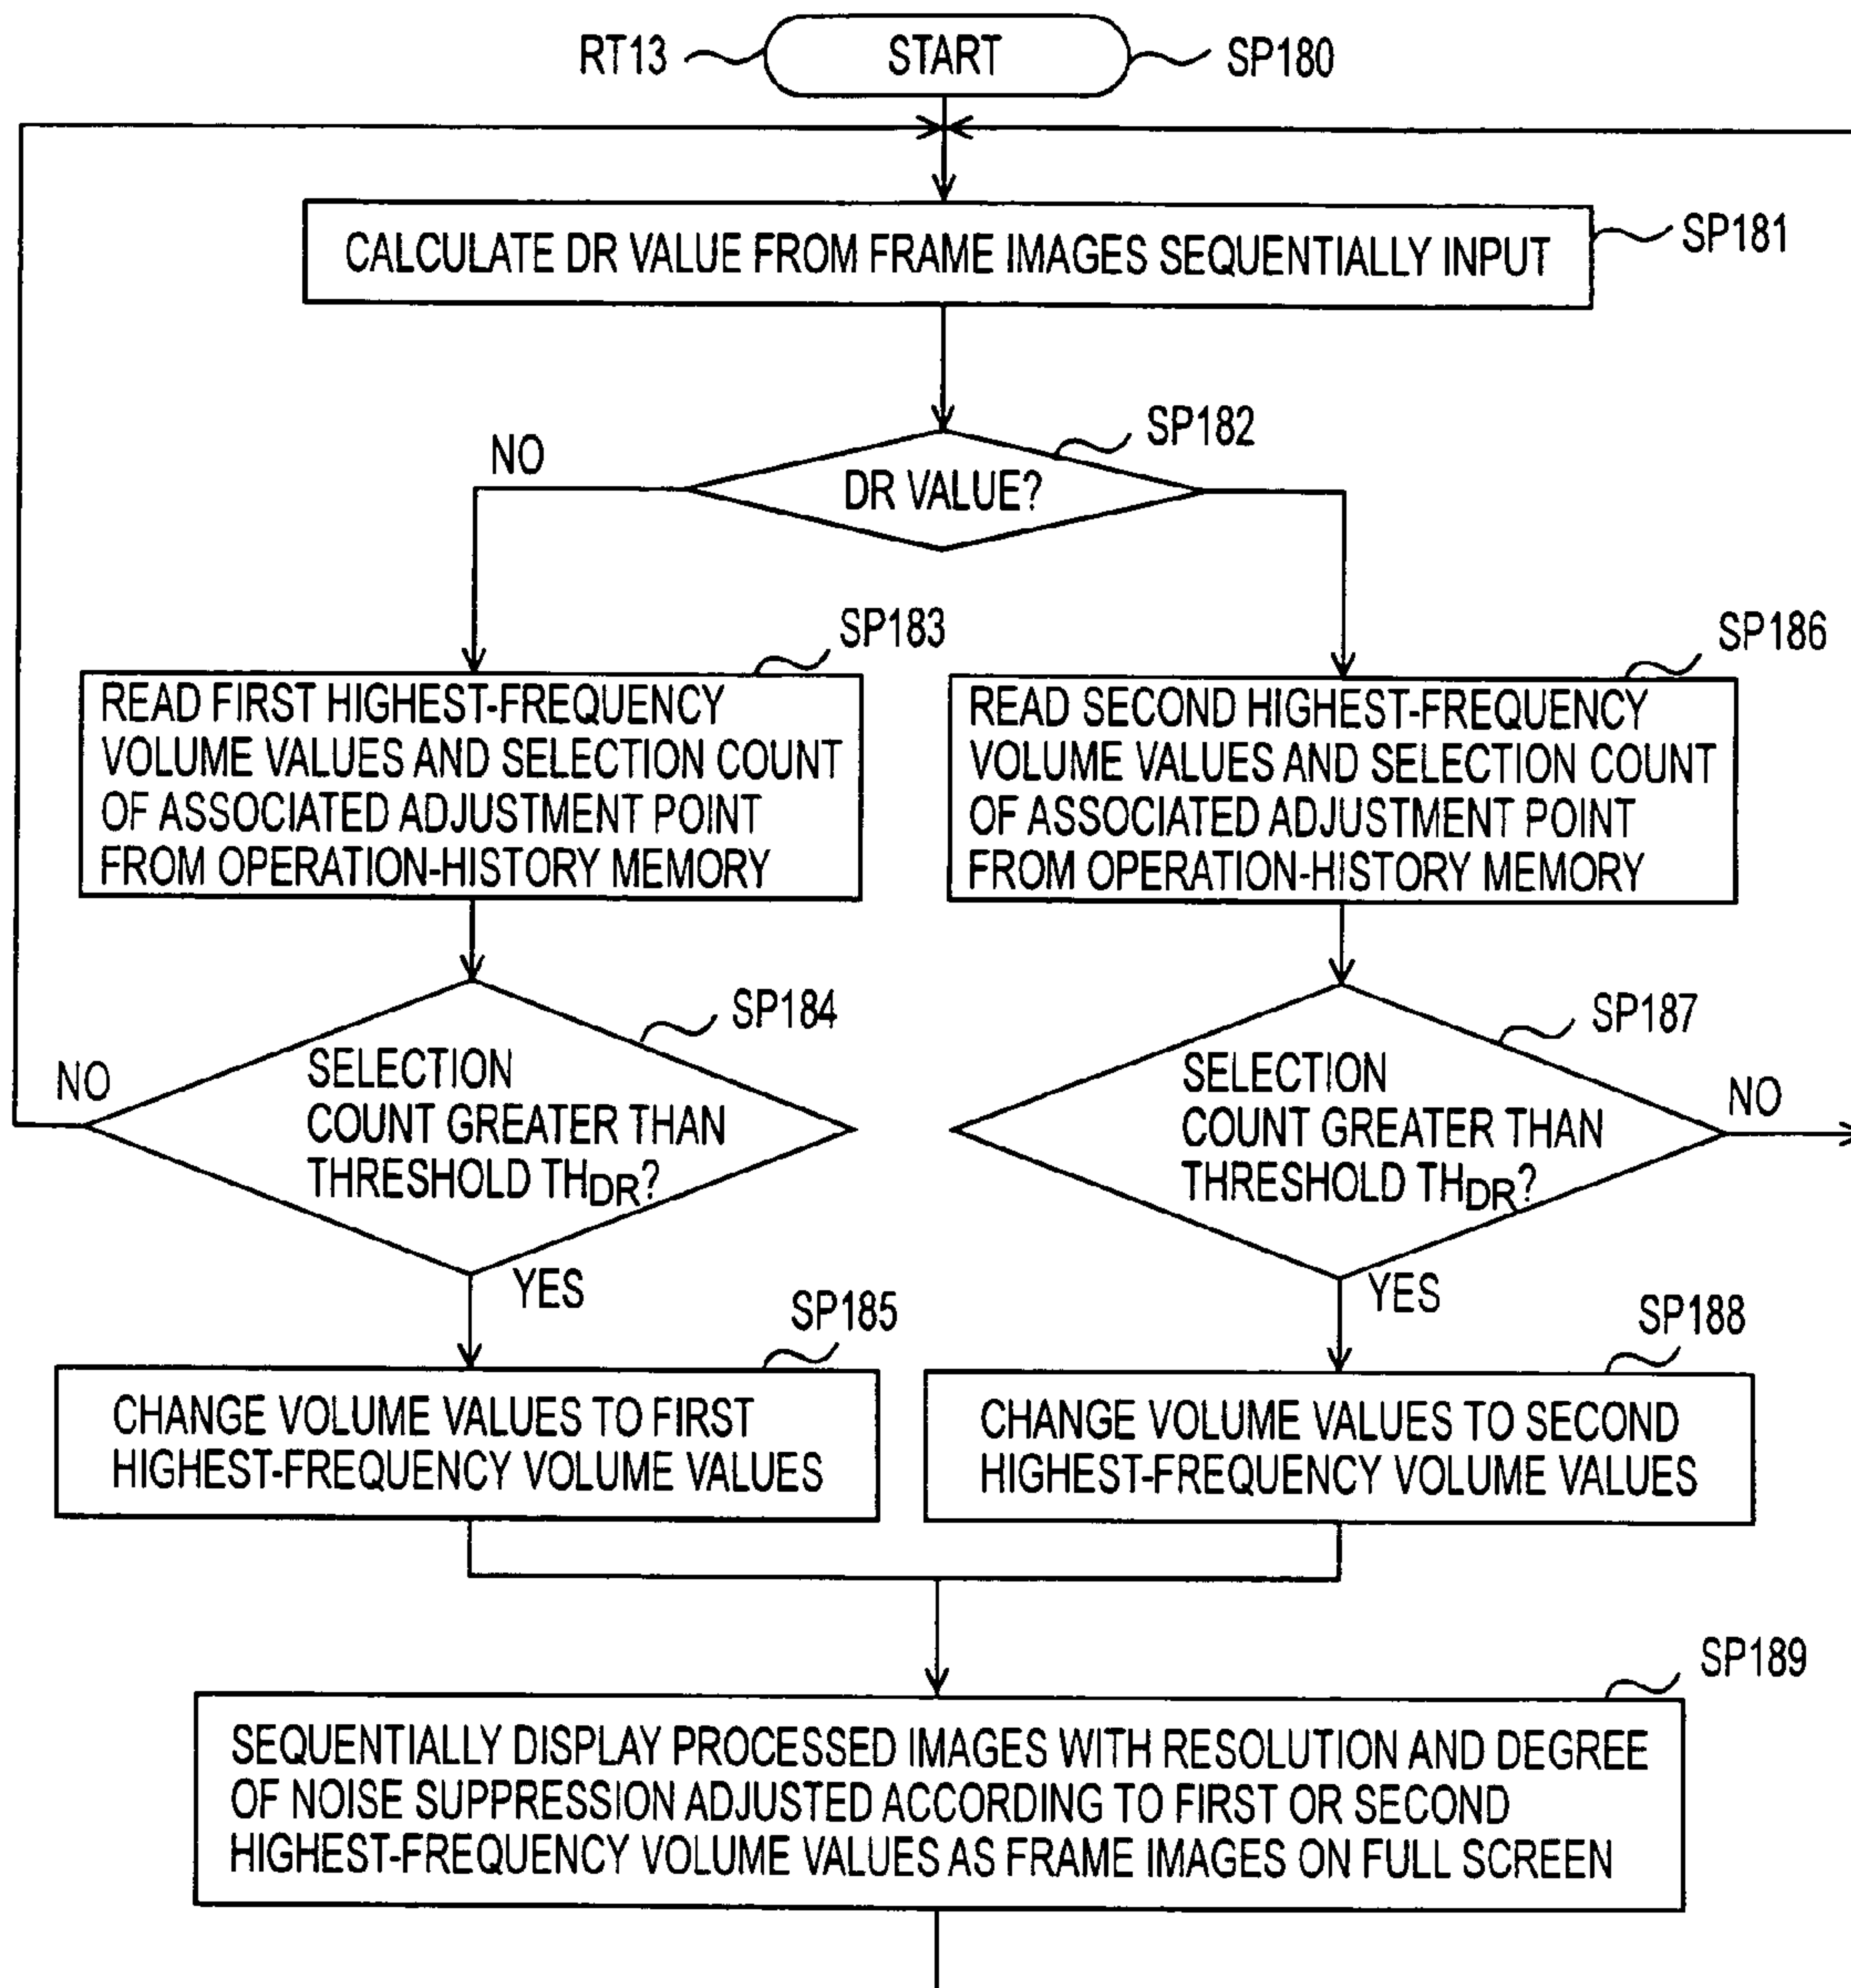 RT13
START
SP180
CALCULATE DR VALUE FROM FRAME IMAGES SEQUENTIALLY INPUT
SP181
SP182
NO
DR VALUE?
SP183
READ FIRST HIGHEST-FREQUENCY
VOLUME VALUES AND SELECTION COUNT
OF ASSOCIATED ADJUSTMENT POINT
FROM OPERATION-HISTORY MEMORY
SP186
READ SECOND HIGHEST-FREQUENCY
VOLUME VALUES AND SELECTION COUNT
OF ASSOCIATED ADJUSTMENT POINT
FROM OPERATION-HISTORY MEMORY
SP184
NO
SELECTION
COUNT GREATER THAN
THRESHOLD THDR?
YES
SP187
SELECTION
COUNT GREATER THAN
THRESHOLD THDR?
NO
YES
SP185
CHANGE VOLUME VALUES TO FIRST
HIGHEST-FREQUENCY VOLUME VALUES
SP188
CHANGE VOLUME VALUES TO SECOND
HIGHEST-FREQUENCY VOLUME VALUES
SP189
SEQUENTIALLY DISPLAY PROCESSED IMAGES WITH RESOLUTION AND DEGREE
OF NOISE SUPPRESSION ADJUSTED ACCORDING TO FIRST OR SECOND
HIGHEST-FREQUENCY VOLUME VALUES AS FRAME IMAGES ON FULL SCREEN